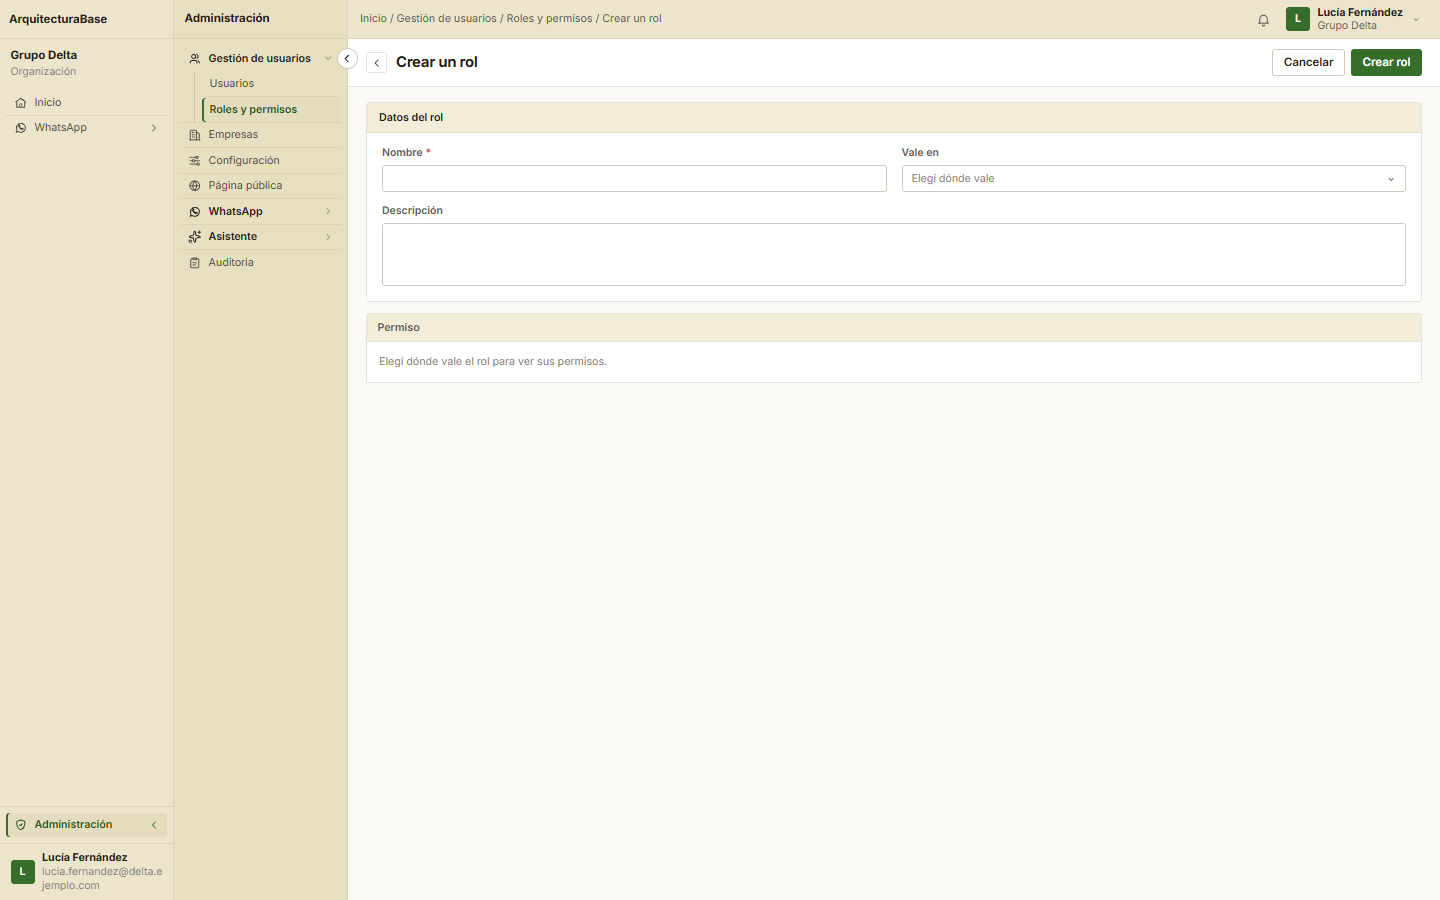 ArquitecturaBase
Grupo Delta
Organización
Inicio
WhatsApp
Administración
Lucía Fernández
L
lucia.fernandez@delta.e
jemplo.com
Administración
Gestión de usuarios
Usuarios
Roles y permisos
Empresas
Configuración
Página pública
WhatsApp
Asistente
Auditoría
Inicio / Gestión de usuarios / Roles y permisos / Crear un rol
L
Lucía Fernández
Grupo Delta
Crear un rol
Cancelar
Crear rol
Datos del rol
Nombre *
Vale en
Elegí dónde vale
Descripción
Permiso
Elegí dónde vale el rol para ver sus permisos.